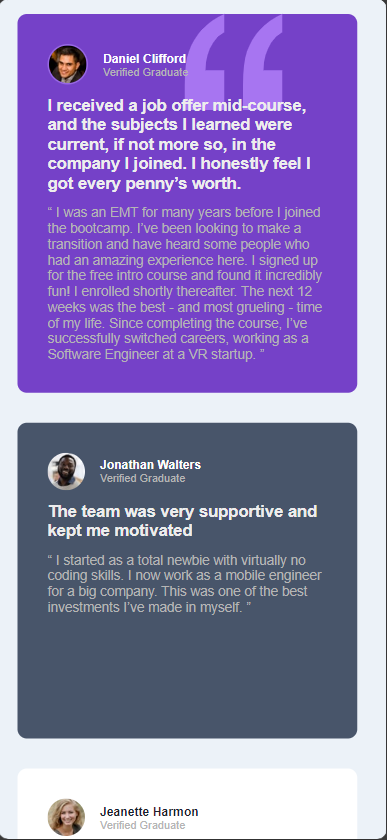 Daniel Clifford
Verified Graduate
I received a job offer mid-course,
and the subjects I learned were
current, if not more so, in the
company I joined. I honestly feel I
got every penny’s worth.
“ I was an EMT for many years before I joined
the bootcamp. I’ve been looking to make a
transition and have heard some people who
had an amazing experience here. I signed up
for the free intro course and found it incredibly
fun! I enrolled shortly thereafter. The next 12
weeks was the best - and most grueling - time
of my life. Since completing the course, I’ve
successfully switched careers, working as a
Software Engineer at a VR startup. ”
Jonathan Walters
Verified Graduate
The team was very supportive and
kept me motivated
“ I started as a total newbie with virtually no
coding skills. I now work as a mobile engineer
for a big company. This was one of the best
investments I’ve made in myself. ”
Jeanette Harmon
Verified Graduate